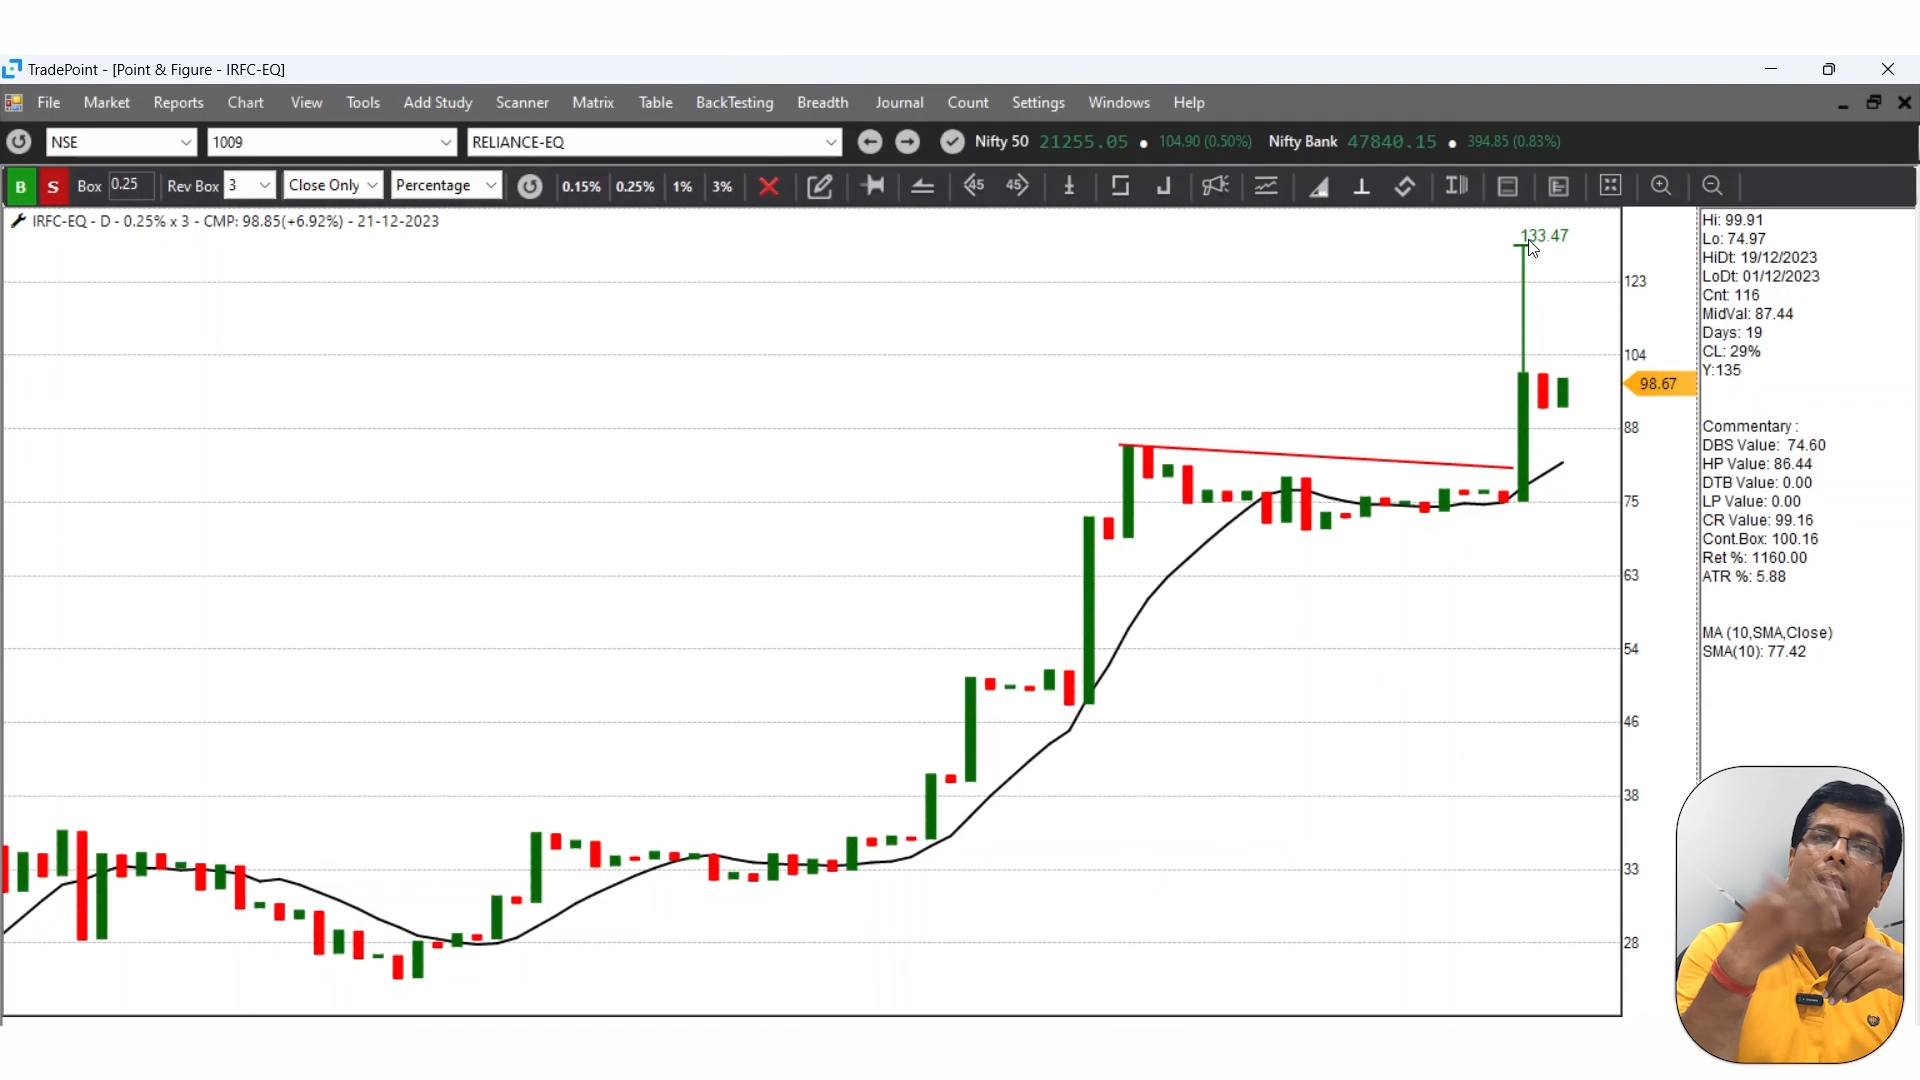 TradePoint - [Point & Figure - IRFC-EQ]
File Market Reports Chart View Tools Add Study Scanner Matrix Table BackTesting Breadth Journal Count Settings Windows Help
NSE 1009 RELIANCE-EQ Nifty 50 21255.05 ● 104.90 (0.50%) Nifty Bank 47840.15 ● 394.85 (0.83%)
B S Box 0.25 Rev Box 3 Close Only Percentage 0.15% 0.25% 1% 3% 45 45
IRFC-EQ - D - 0.25% x 3 - CMP: 98.85(+6.92%) - 21-12-2023
133.47
123
104
98.67
88
75
63
54
46
38
33
28
Hi: 99.91
Lo: 74.97
HiDt: 19/12/2023
LoDt: 01/12/2023
Cnt: 116
MidVal: 87.44
Days: 19
CL: 29%
Y:135
Commentary :
DBS Value: 74.60
HP Value: 86.44
DTB Value: 0.00
LP Value: 0.00
CR Value: 99.16
Cont.Box: 100.16
Ret %: 1160.00
ATR %: 5.88
MA (10,SMA,Close)
SMA(10): 77.42